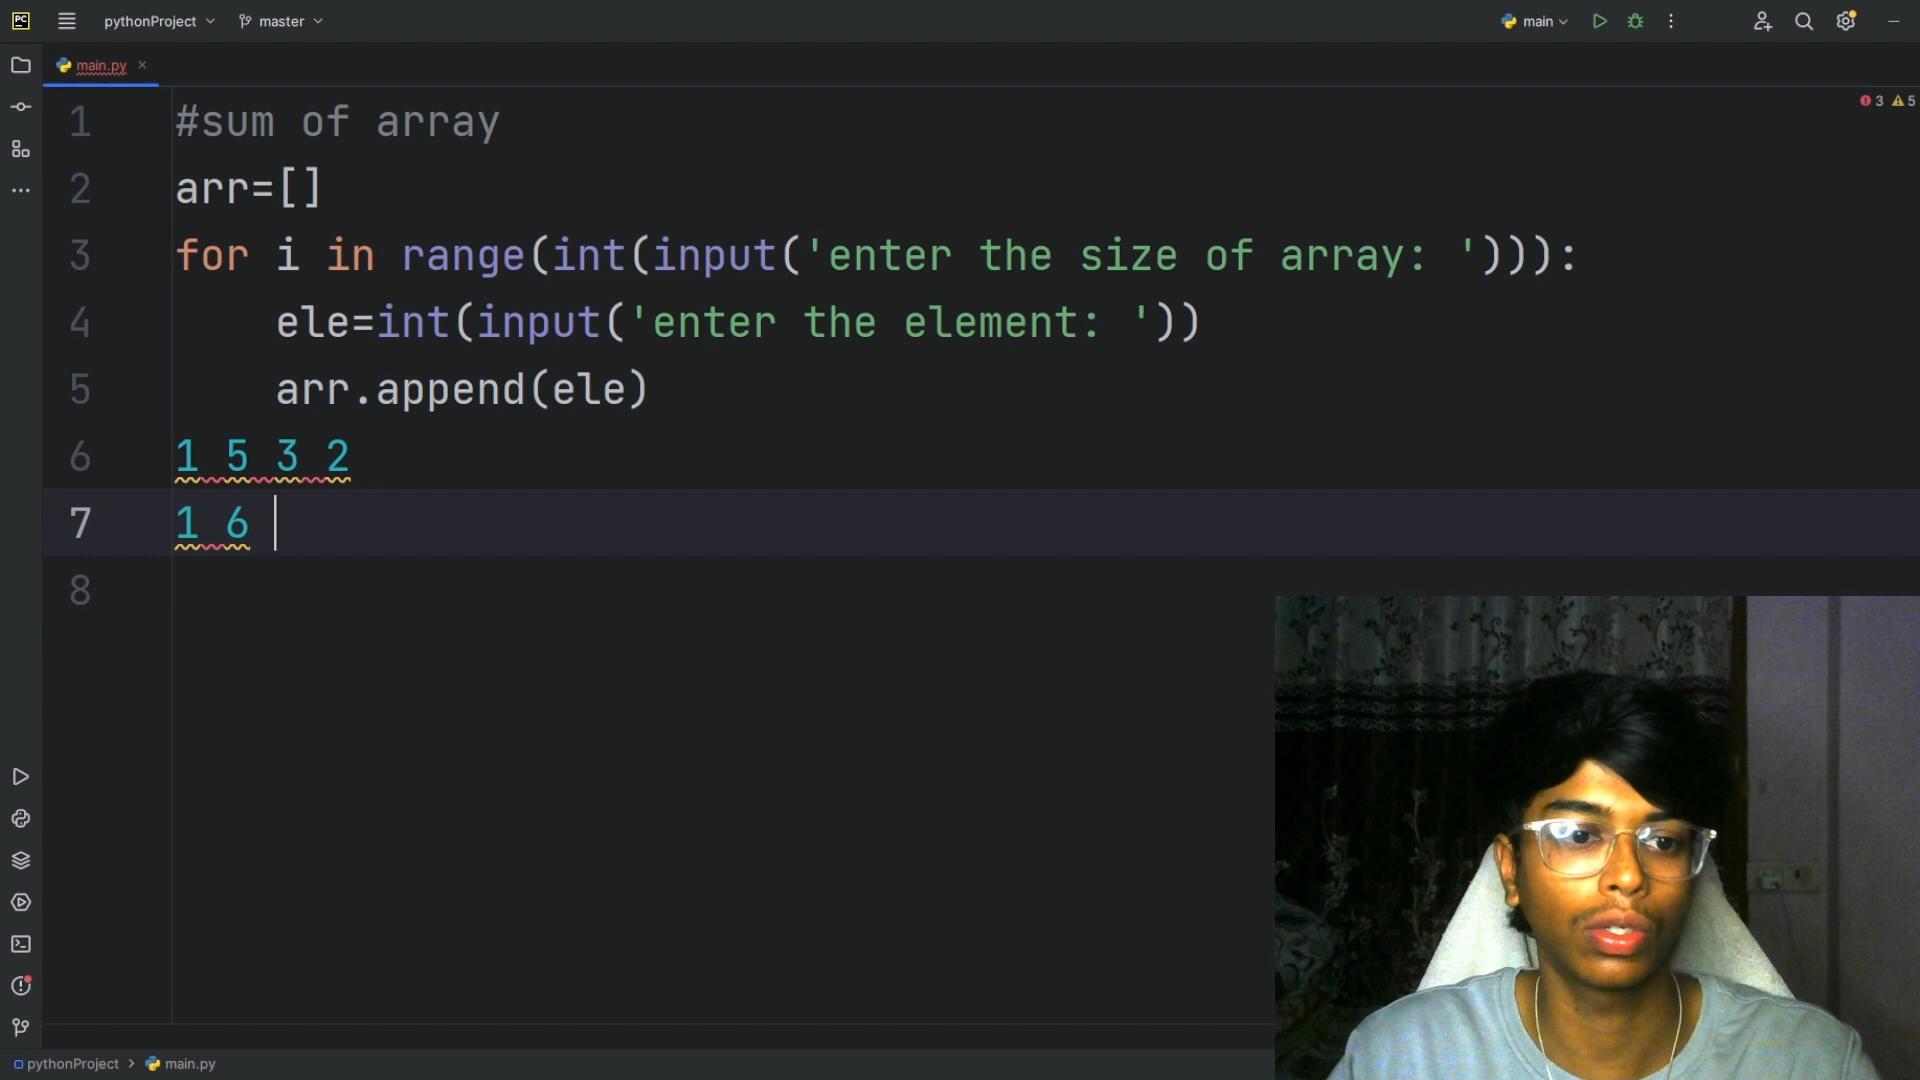 PC pythonProject master main
main.py
3 5
1 #sum of array
2 arr=[]
3 for i in range(int(input('enter the size of array: '))):
4 ele=int(input('enter the element: '))
5 arr.append(ele)
6 1 5 3 2
7 1 6
8
pythonProject > main.py